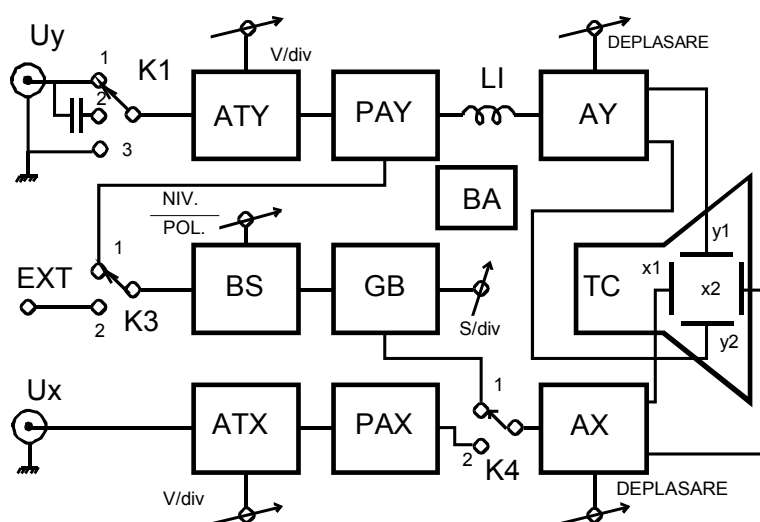 Uy
1
K1
2
3
V/div
ATY
PAY
LI
AY
DEPLASARE
BA
NIV.
POL.
1
EXT
2
K3
BS
GB
S/div
TC
y1
x1
x2
y2
Ux
ATX
PAX
1
2
K4
AX
V/div
DEPLASARE